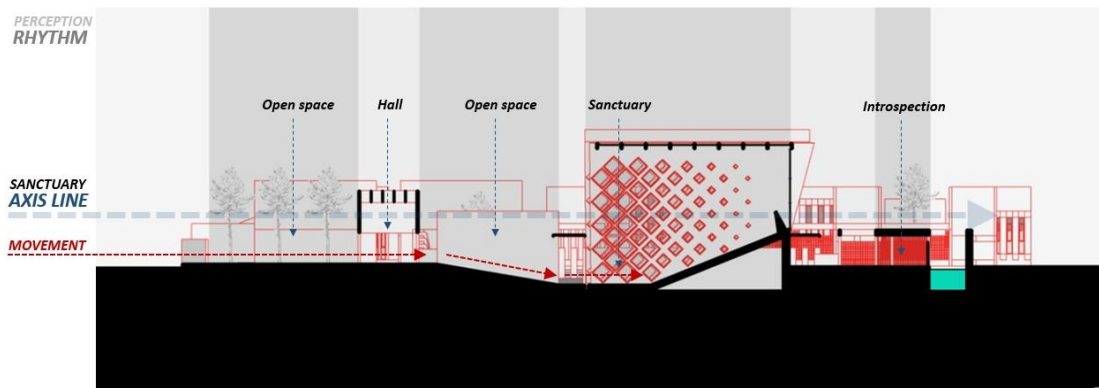 PERCEPTION
RHYTHM
Open space
Hall
Open space
Sanctuary
Introspection
SANCTUARY
AXIS LINE
MOVEMENT